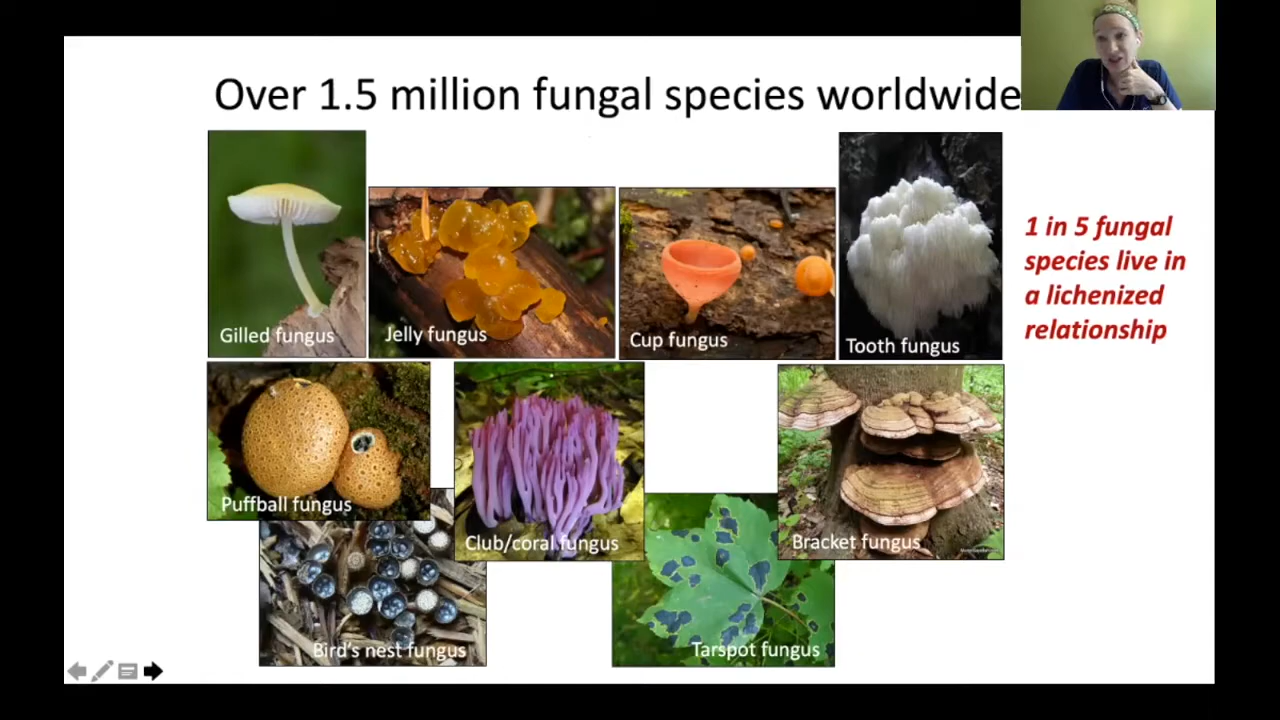 Over 1.5 million fungal species worldwide
Gilled fungus
Jelly fungus
Cup fungus
Tooth fungus
1 in 5 fungal
species live in
a lichenized
relationship
Puffball fungus
Club/coral fungus
Bracket fungus
Bird's nest fungus
Tarspot fungus